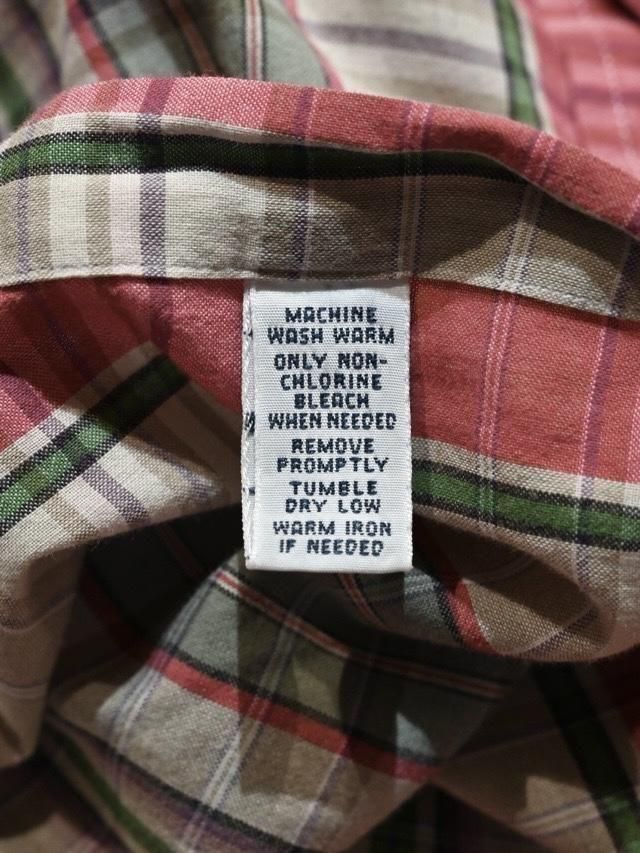 MACHINE
WASH WARM
ONLY NON-
CHLORINE
BLEACH
WHEN NEEDED
REMOVE
PROMPTLY
TUMBLE
DRY LOW
WARM IRON
IF NEEDED